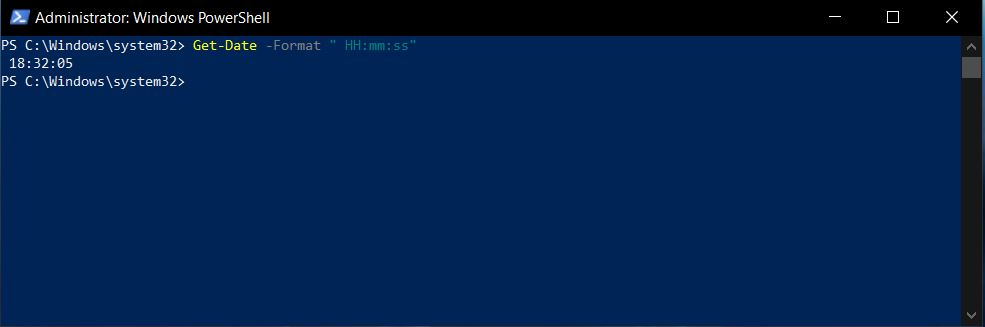 Administrator: Windows PowerShell
PS C:\Windows\system32> Get-Date -Format " HH:mm:ss"
 18:32:05
PS C:\Windows\system32>